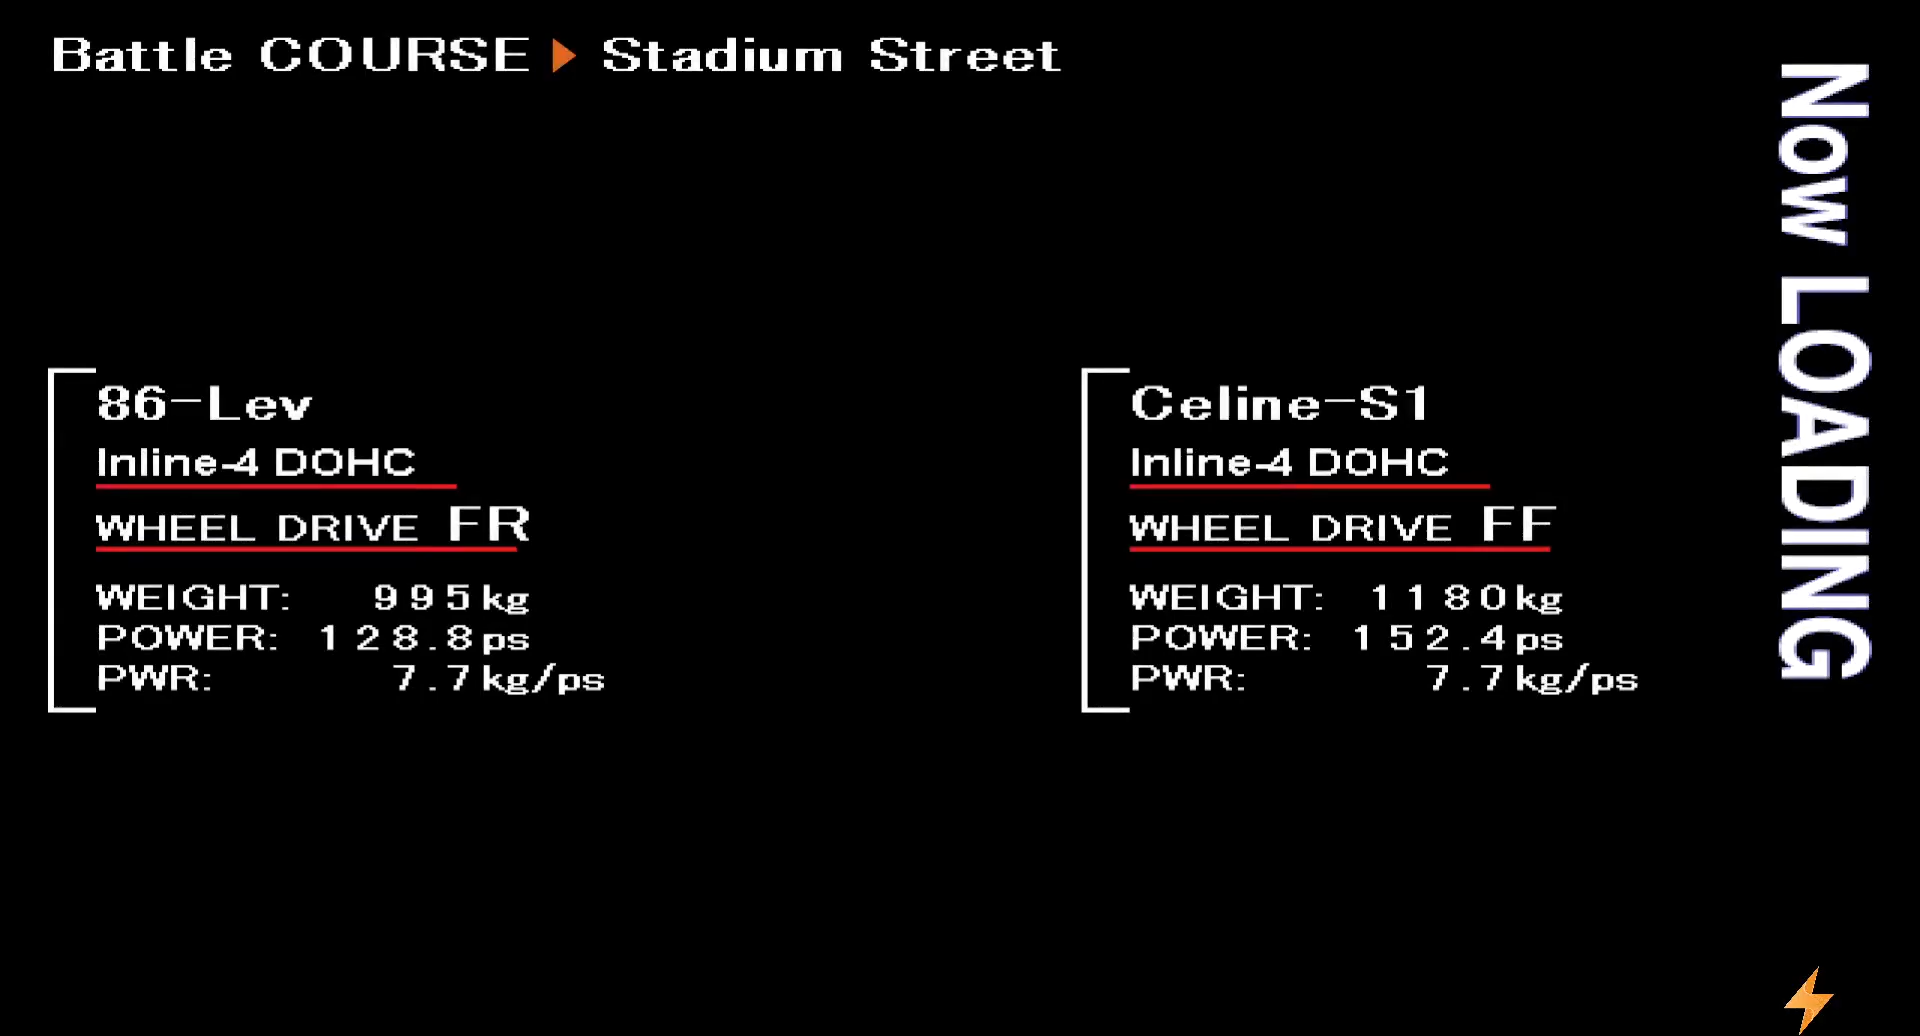 Battle COURSE ▶ Stadium Street
Now LOADING
86-Lev
Inline-4 DOHC
WHEEL DRIVE FR
WEIGHT: 995kg
POWER: 128.8ps
PWR: 7.7kg/ps
Celine-S1
Inline-4 DOHC
WHEEL DRIVE FF
WEIGHT: 1180kg
POWER: 152.4ps
PWR: 7.7kg/ps